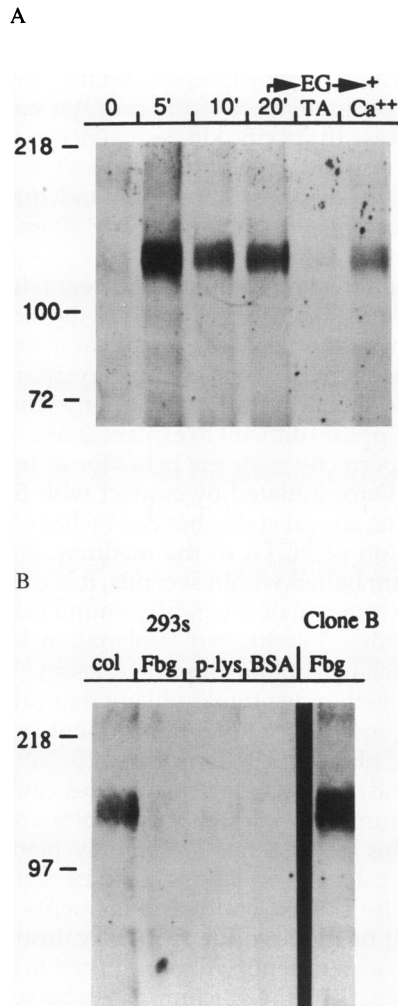 A
0 5' 10' 20' EG +
TA Ca++
218
100
72
B
293s Clone B
col Fbg p-lys BSA Fbg
218
97